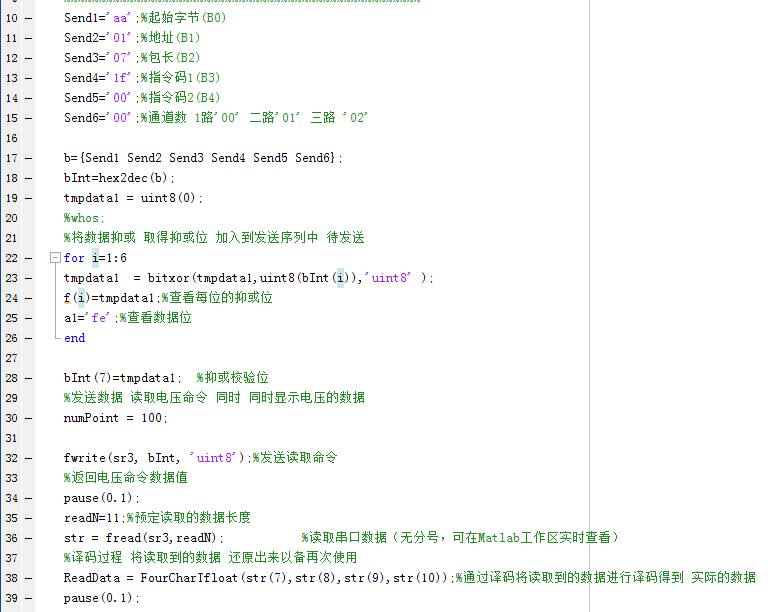 9 %%%%%%%%%%%%%%%%%%%%%%%%%%%%%%%%%%%%%%%%%%%%%%%%%%
10 – Send1='aa';%起始字节(B0)
11 – Send2='01';%地址(B1)
12 – Send3='07';%包长(B2)
13 – Send4='1f';%指令码1(B3)
14 – Send5='00';%指令码2(B4)
15 – Send6='00';%通道数 1路'00' 二路'01' 三路 '02'
16
17 – b={Send1 Send2 Send3 Send4 Send5 Send6};
18 – bInt=hex2dec(b);
19 – tmpdata1 = uint8(0);
20 %whos;
21 %将数据抑或 取得抑或位 加入到发送序列中 待发送
22 – for i=1:6
23 – tmpdata1 = bitxor(tmpdata1,uint8(bInt(i)),'uint8' );
24 – f(i)=tmpdata1;%查看每位的抑或位
25 – a1='fe';%查看数据位
26 – end
27
28 – bInt(7)=tmpdata1; %抑或校验位
29 %发送数据 读取电压命令 同时 同时显示电压的数据
30 – numPoint = 100;
31
32 – fwrite(sr3, bInt, 'uint8');%发送读取命令
33 %返回电压命令数据值
34 – pause(0.1);
35 – readN=11;%预定读取的数据长度
36 – str = fread(sr3,readN); %读取串口数据（无分号，可在Matlab工作区实时查看）
37 %译码过程 将读取到的数据 还原出来以备再次使用
38 – ReadData = FourCharIfloat(str(7),str(8),str(9),str(10));%通过译码将读取到的数据进行译码得到 实际的数据
39 – pause(0.1);